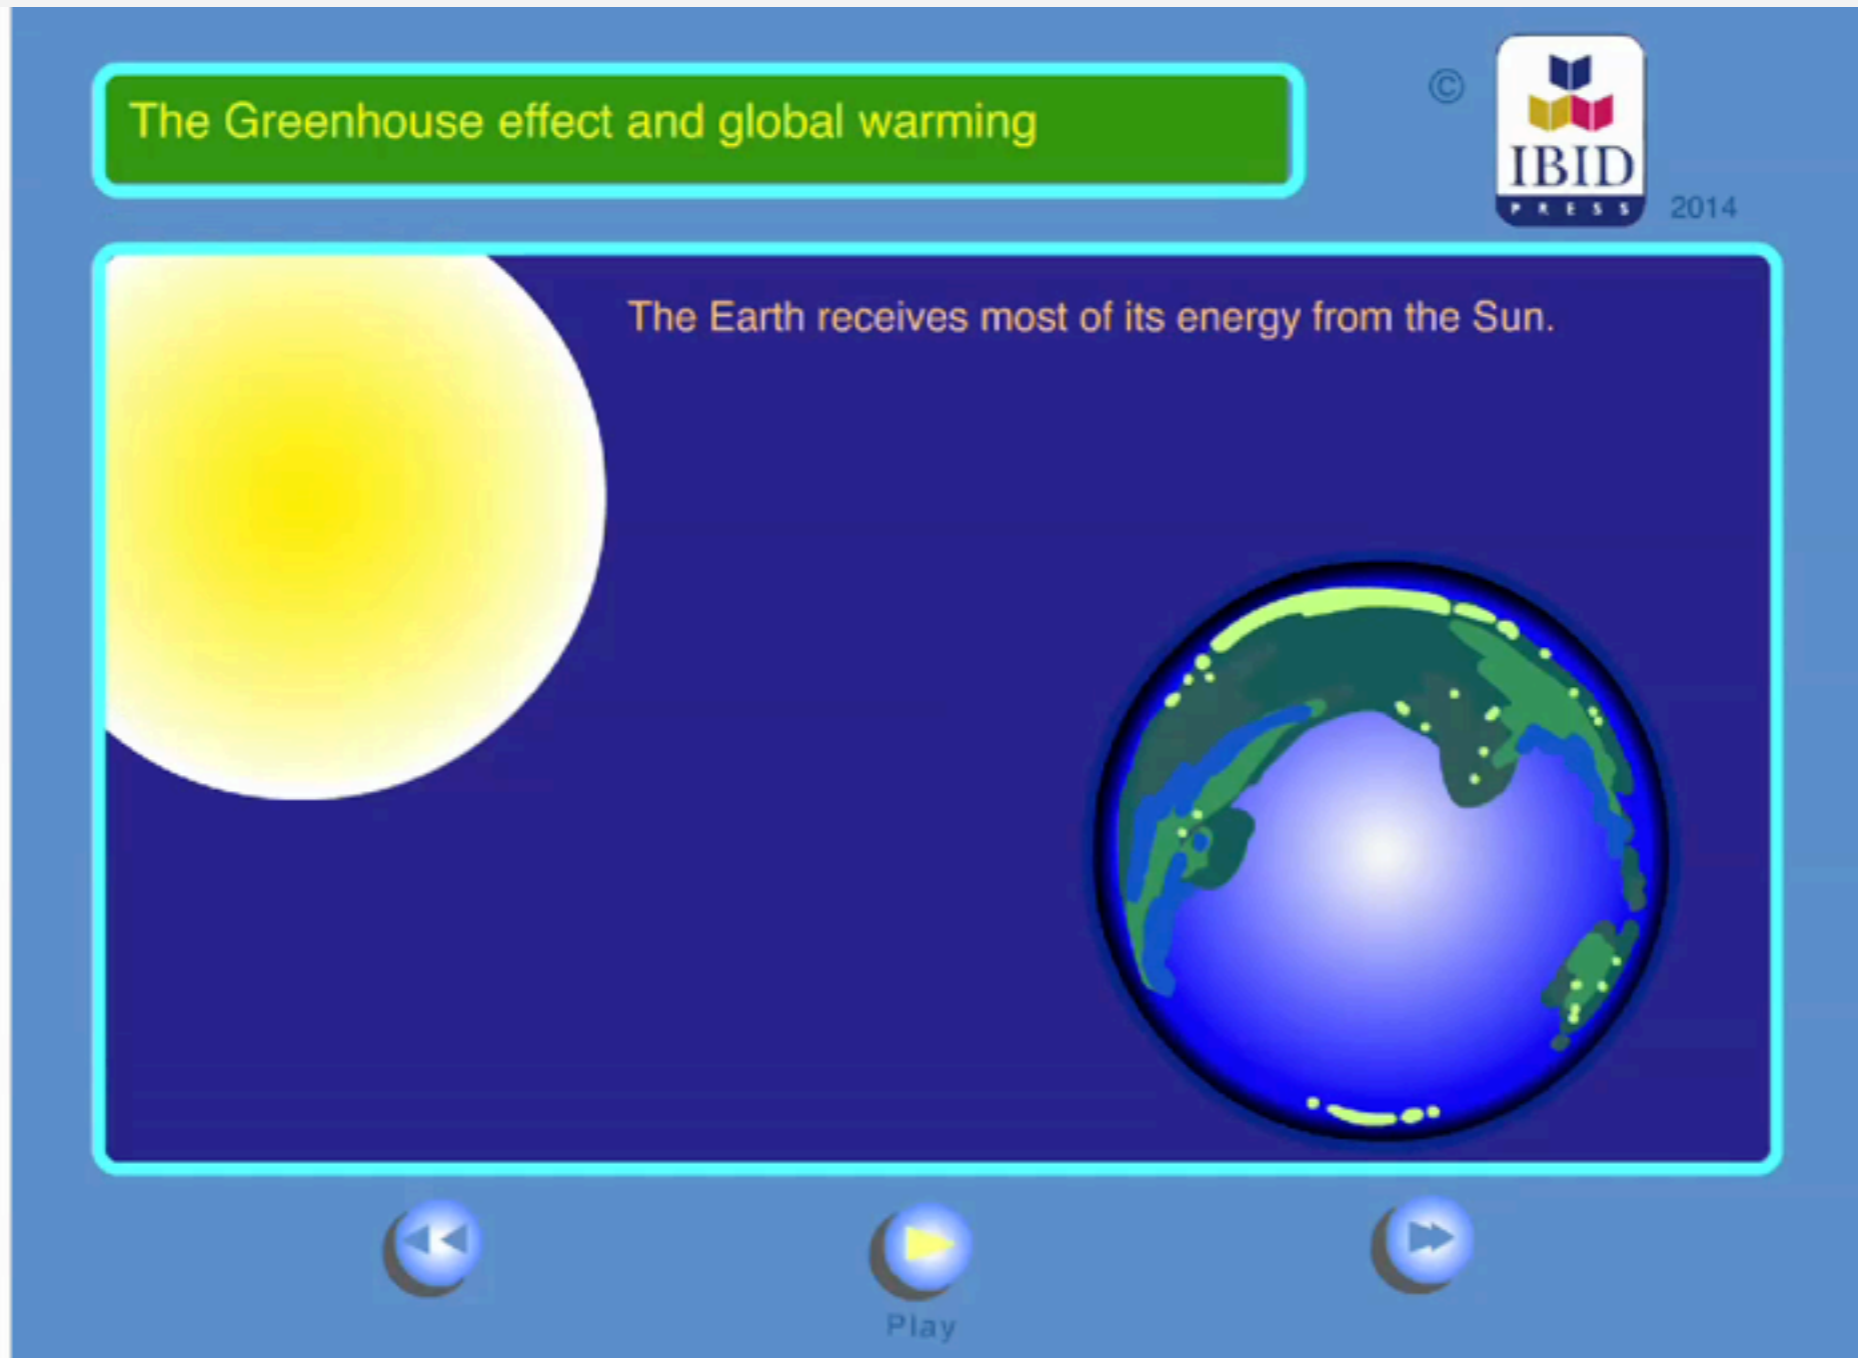 The Greenhouse effect and global warming
©
IBID
PRESS
2014
The Earth receives most of its energy from the Sun.
Play